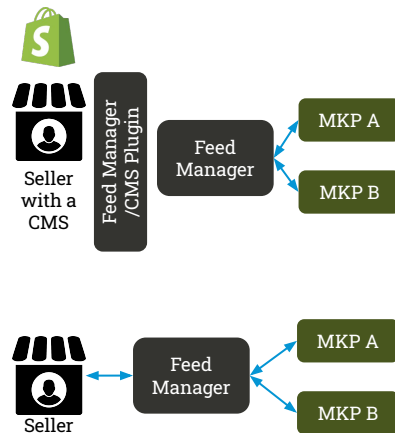 Seller
with a
CMS
Feed Manager
/CMS Plugin
Feed
Manager
MKP A
MKP B
Seller
Feed
Manager
MKP A
MKP B